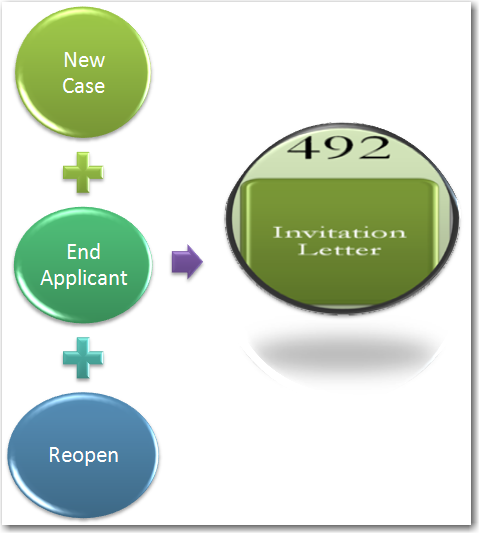 New
Case
End
Applicant
Reopen
492
Invitation
Letter